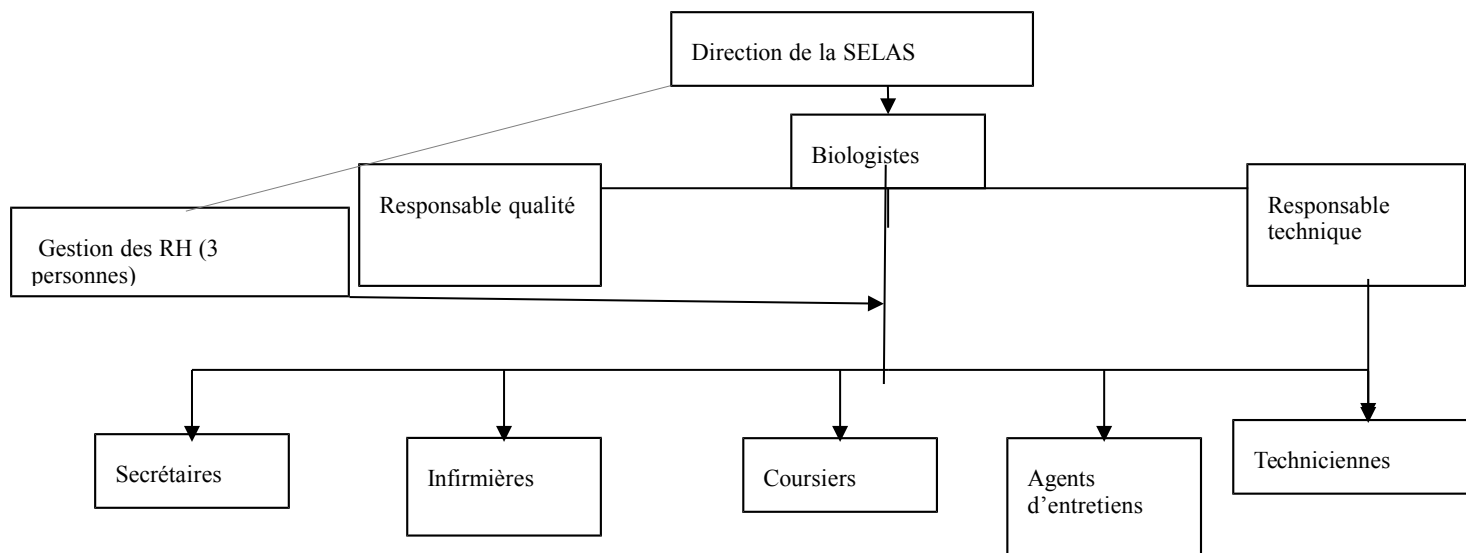 Direction de la SELAS
Biologistes
Responsable qualité
Responsable
technique
Gestion des RH (3
personnes)
Secrétaires
Infirmières
Coursiers
Agents
d’entretiens
Techniciennes